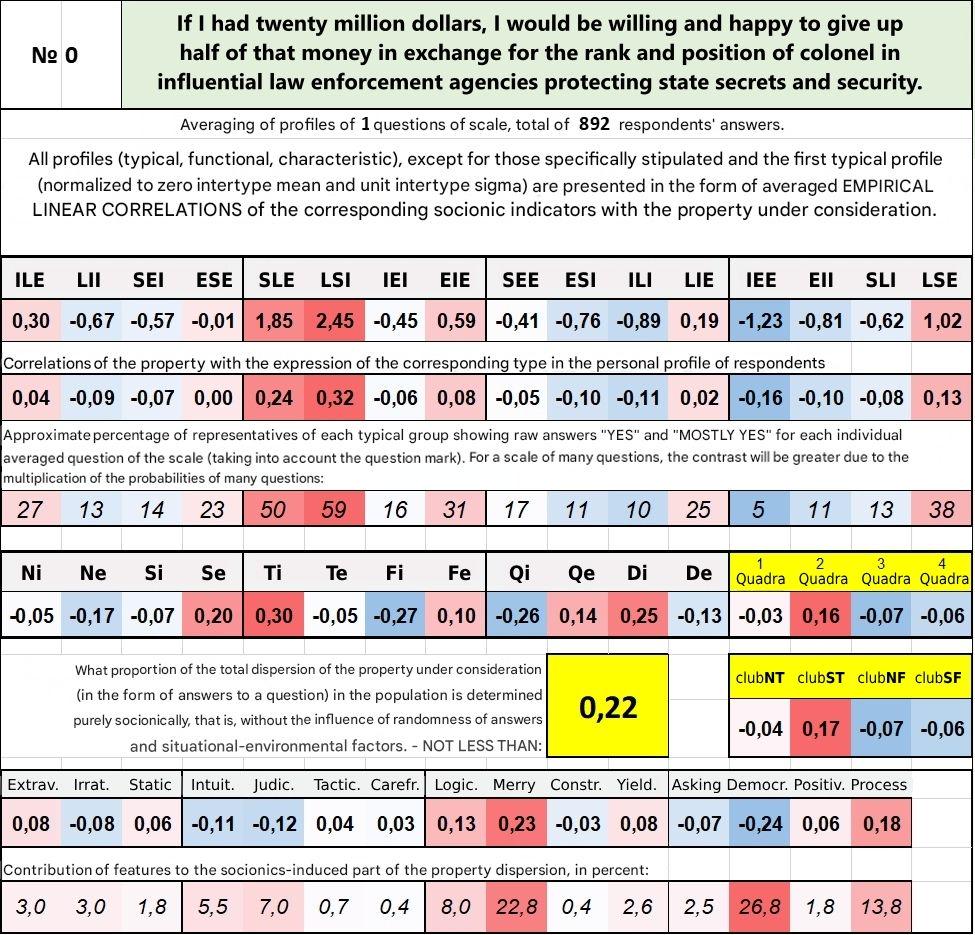 № 0
If I had twenty million dollars, I would be willing and happy to give up
half of that money in exchange for the rank and position of colonel in
influential law enforcement agencies protecting state secrets and security.
Averaging of profiles of 1 questions of scale, total of 892 respondents' answers.
All profiles (typical, functional, characteristic), except for those specifically stipulated and the first typical profile
(normalized to zero intertype mean and unit intertype sigma) are presented in the form of averaged EMPIRICAL
LINEAR CORRELATIONS of the corresponding socionic indicators with the property under consideration.
ILE LII SEI ESE SLE LSI IEI EIE SEE ESI ILI LIE IEE EII SLI LSE
0,30 -0,67 -0,57 -0,01 1,85 2,45 -0,45 0,59 -0,41 -0,76 -0,89 0,19 -1,23 -0,81 -0,62 1,02
Correlations of the property with the expression of the corresponding type in the personal profile of respondents
0,04 -0,09 -0,07 0,00 0,24 0,32 -0,06 0,08 -0,05 -0,10 -0,11 0,02 -0,16 -0,10 -0,08 0,13
Approximate percentage of representatives of each typical group showing raw answers "YES" and "MOSTLY YES" for each individual
averaged question of the scale (taking into account the question mark). For a scale of many questions, the contrast will be greater due to the
multiplication of the probabilities of many questions:
27 13 14 23 50 59 16 31 17 11 10 25 5 11 13 38
Ni Ne Si Se Ti Te Fi Fe Qi Qe Di De 1 Quadra 2 Quadra 3 Quadra 4 Quadra
-0,05 -0,17 -0,07 0,20 0,30 -0,05 -0,27 0,10 -0,26 0,14 0,25 -0,13 -0,03 0,16 -0,07 -0,06
What proportion of the total dispersion of the property under consideration
(in the form of answers to a question) in the population is determined
purely socionically, that is, without the influence of randomness of answers
and situational-environmental factors. - NOT LESS THAN:
0,22
clubNT clubST clubNF clubSF
-0,04 0,17 -0,07 -0,06
Extrav. Irrat. Static Intuit. Judic. Tactic. Carefr. Logic. Merry Constr. Yield. Asking Democr. Positiv. Process
0,08 -0,08 0,06 -0,11 -0,12 0,04 0,03 0,13 0,23 -0,03 0,08 -0,07 -0,24 0,06 0,18
Contribution of features to the socionics-induced part of the property dispersion, in percent:
3,0 3,0 1,8 5,5 7,0 0,7 0,4 8,0 22,8 0,4 2,6 2,5 26,8 1,8 13,8